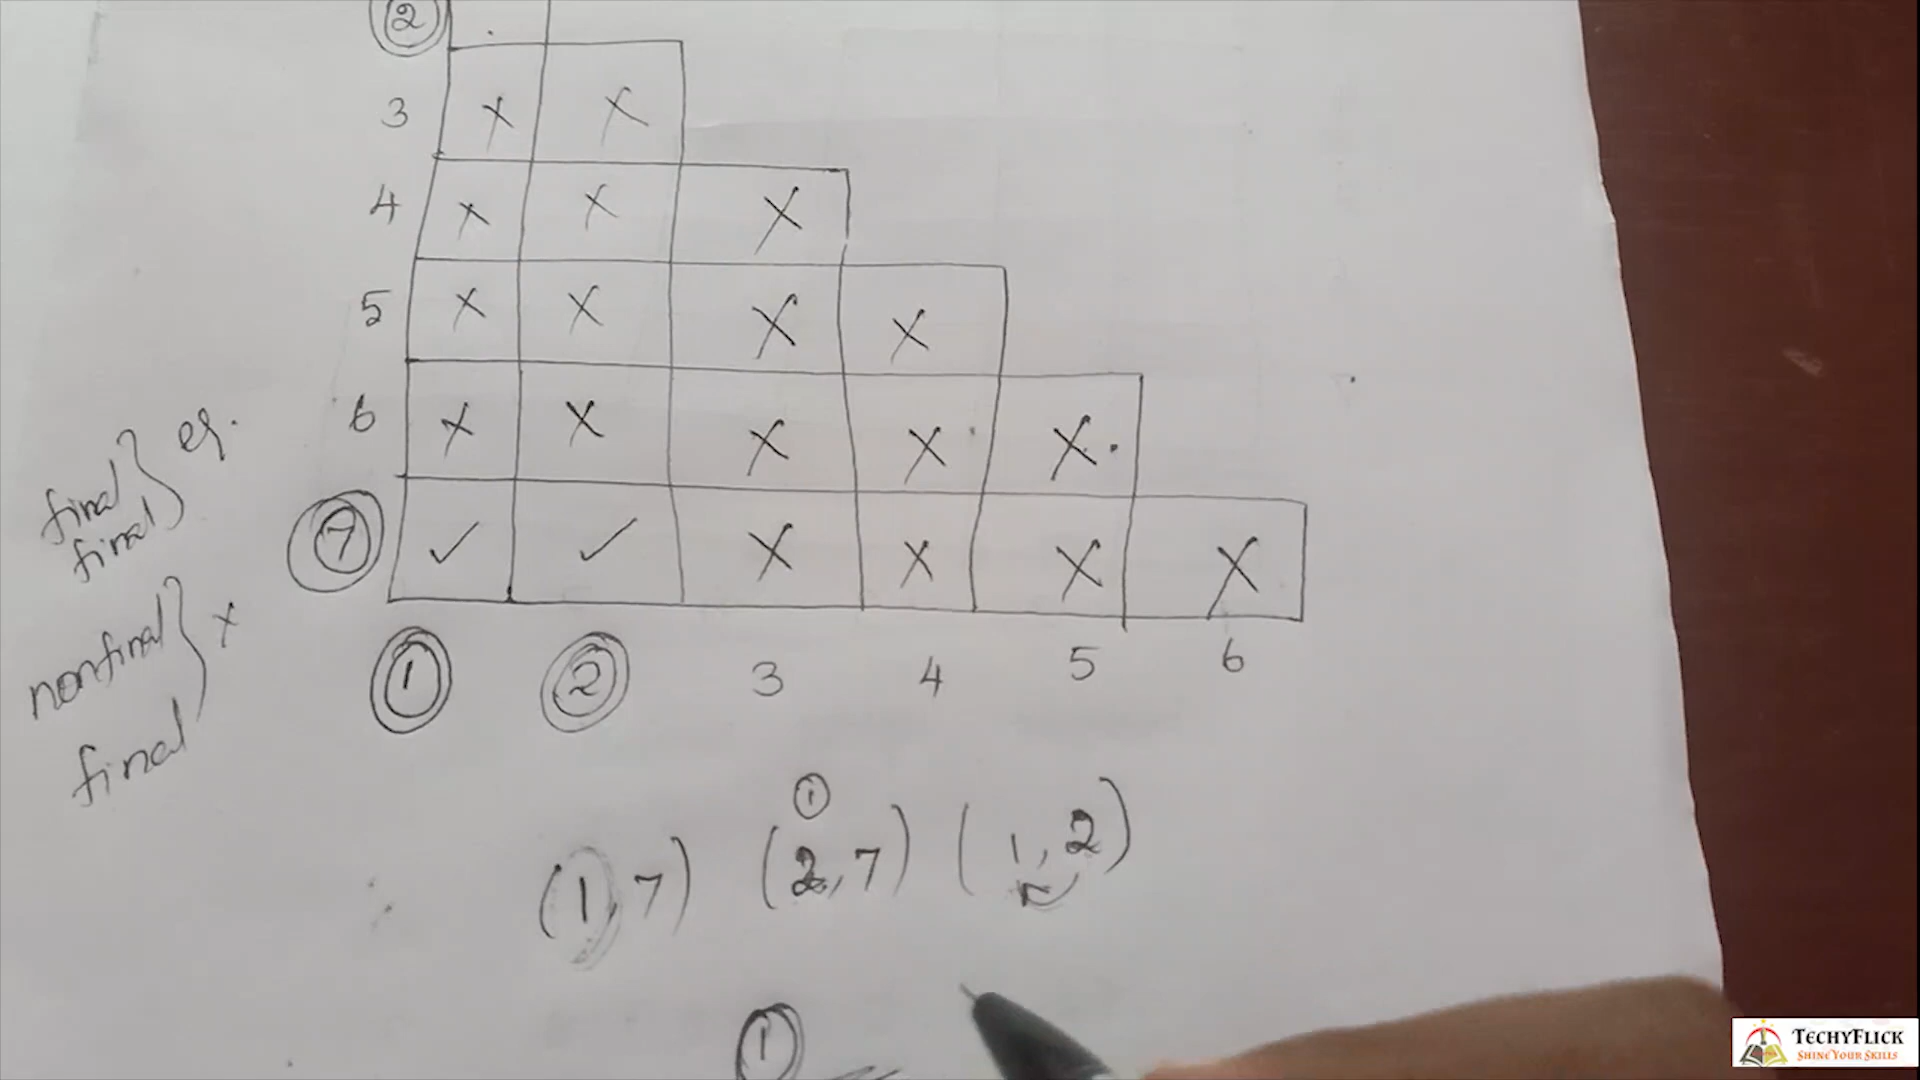 2
3 X X
4 X X X
5 X X X X
6 X X X X X
7 ✓ ✓ X X X X
1 2 3 4 5 6
final
final } eq.
nonfinal
final } x
1
(1,7) (2,7) (1,2)
1
TECHYFLICK
SHINE YOUR SKILLS